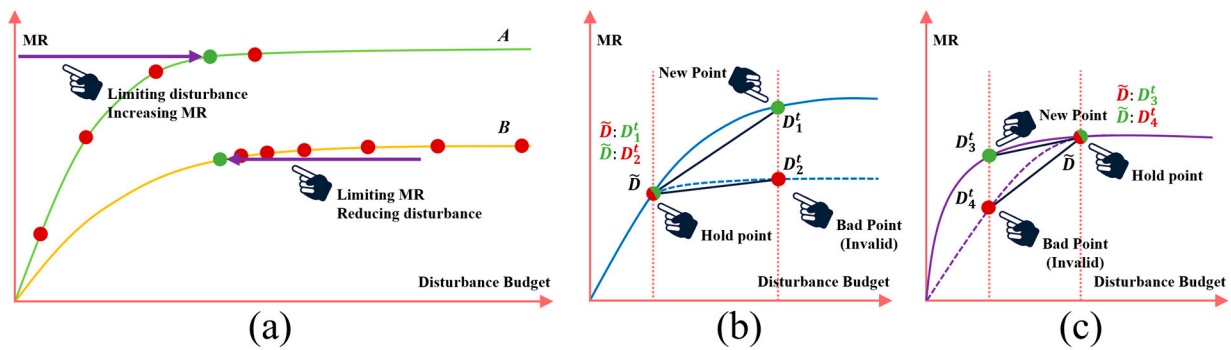 MR
A
Limiting disturbance
Increasing MR
B
Limiting MR
Reducing disturbance
Disturbance Budget
(a)
MR
New Point
D̃: D₁ᵗ
D̃: D₂ᵗ
D₁ᵗ
D̃
D₂ᵗ
Hold point
Bad Point
(Invalid)
Disturbance Budget
(b)
MR
D̃: D₃ᵗ
D̃: D₄ᵗ
New Point
D₃ᵗ
D̃
Hold point
D₄ᵗ
Bad Point
(Invalid)
Disturbance Budget
(c)